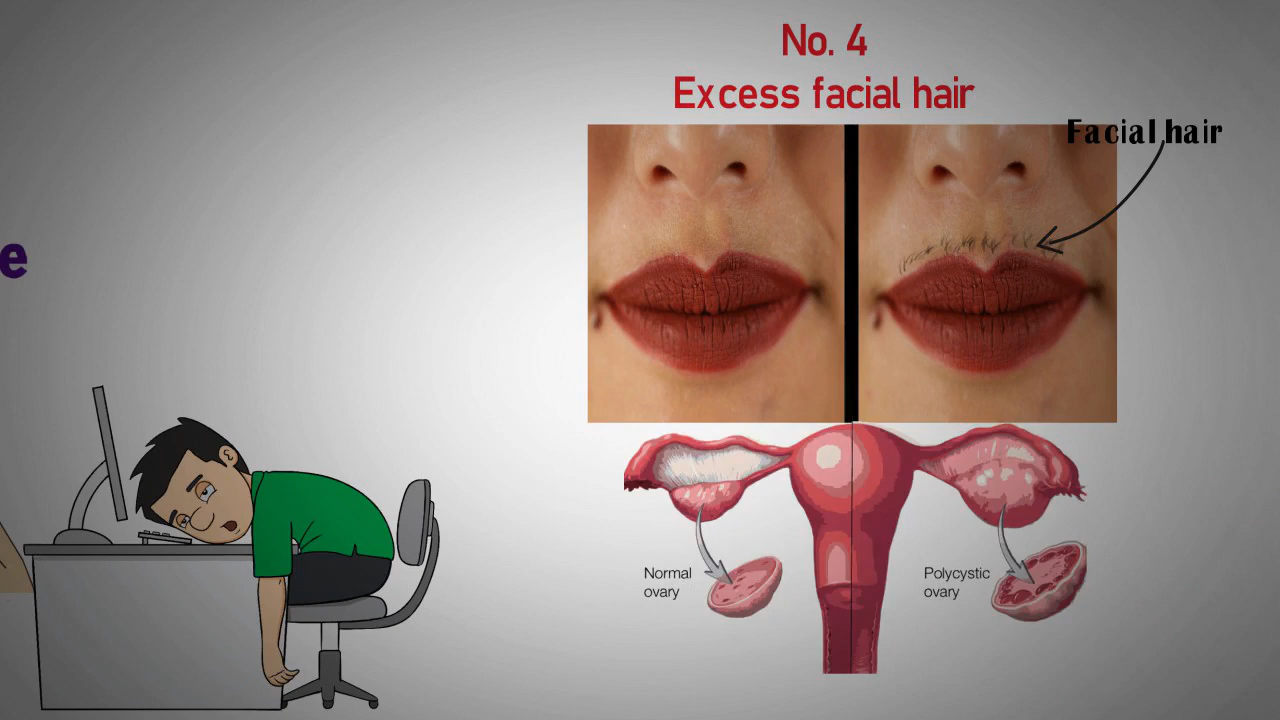 No. 4
Excess facial hair
Facial hair
e
Normal
ovary
Polycystic
ovary